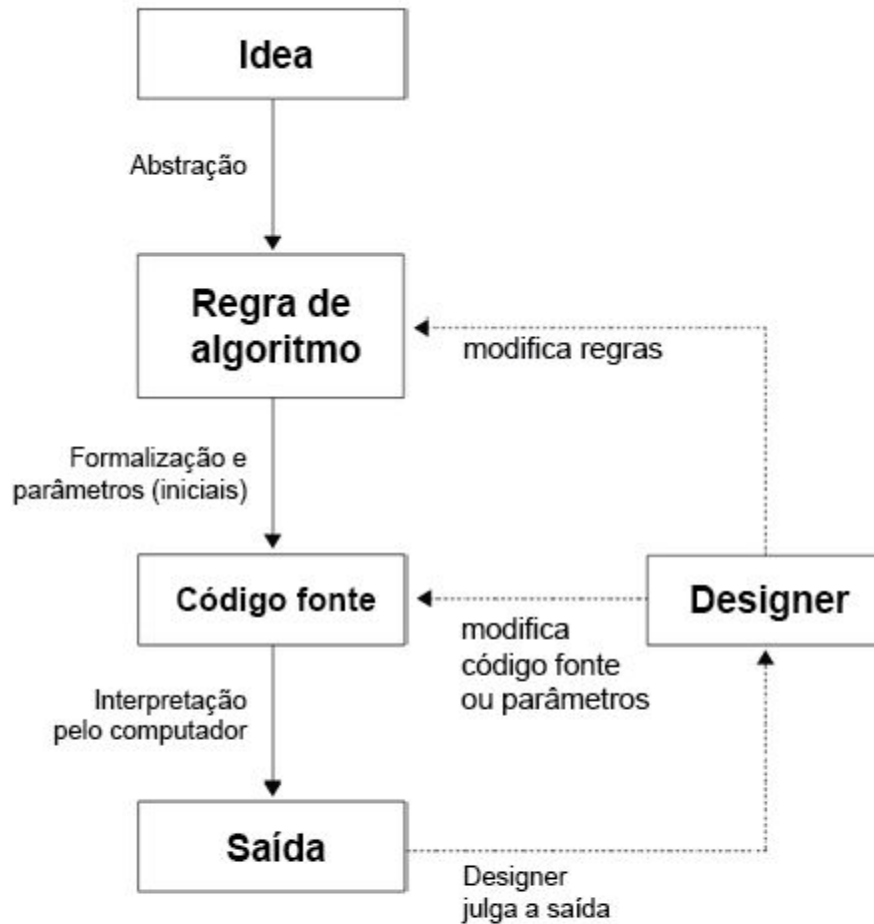 Idea
Abstração
Regra de
algoritmo
modifica regras
Formalização e
parâmetros (iniciais)
Código fonte
Designer
modifica
código fonte
ou parâmetros
Interpretação
pelo computador
Saída
Designer
julga a saída